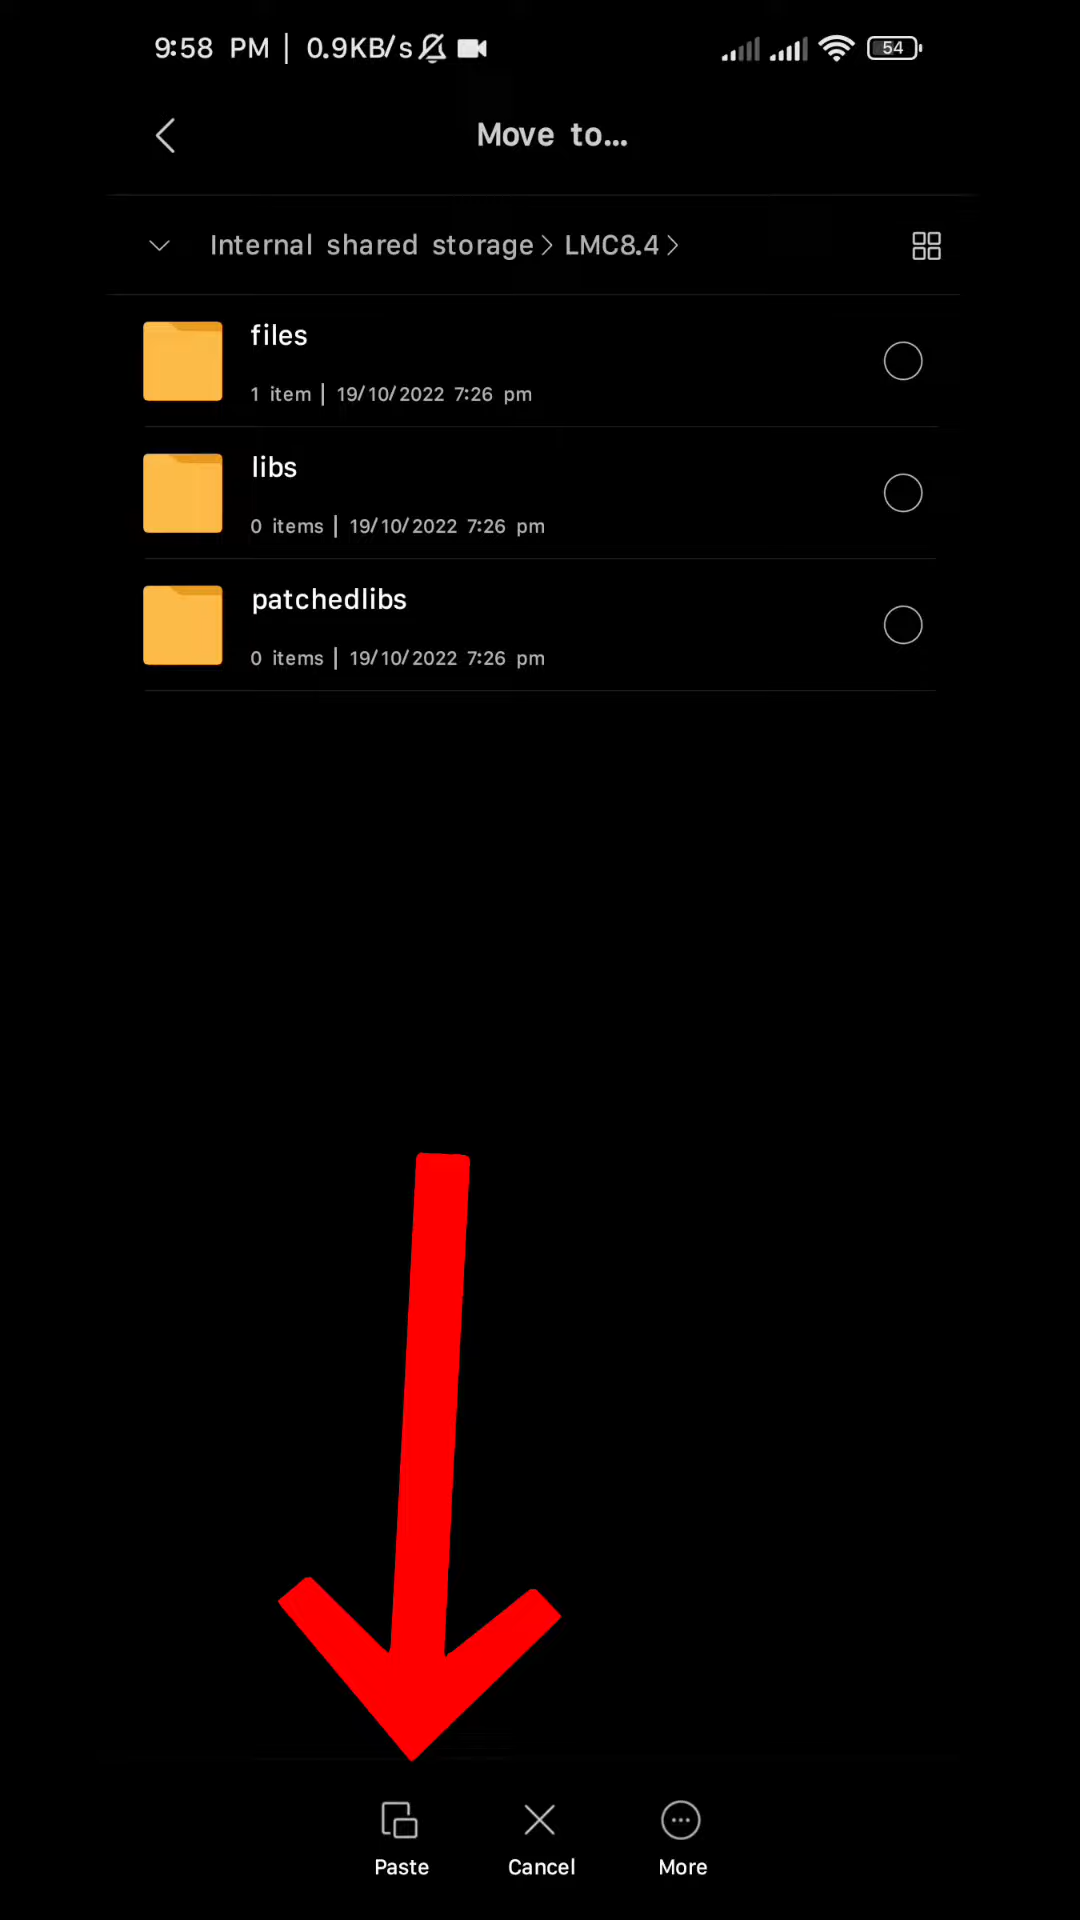 9:58 PM | 0.9KB/s 54
Move to...
Internal shared storage > LMC8.4 >
files
1 item | 19/10/2022 7:26 pm
libs
0 items | 19/10/2022 7:26 pm
patchedlibs
0 items | 19/10/2022 7:26 pm
Paste Cancel More